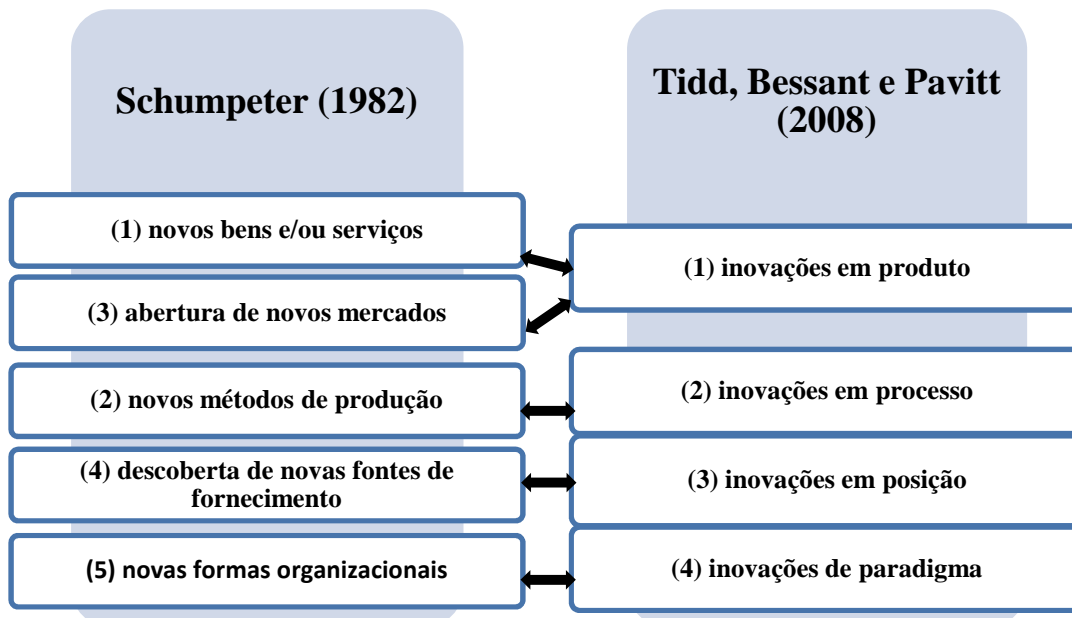 Schumpeter (1982)
(1) novos bens e/ou serviços
(3) abertura de novos mercados
(2) novos métodos de produção
(4) descoberta de novas fontes de
fornecimento
(5) novas formas organizacionais
Tidd, Bessant e Pavitt
(2008)
(1) inovações em produto
(2) inovações em processo
(3) inovações em posição
(4) inovações de paradigma